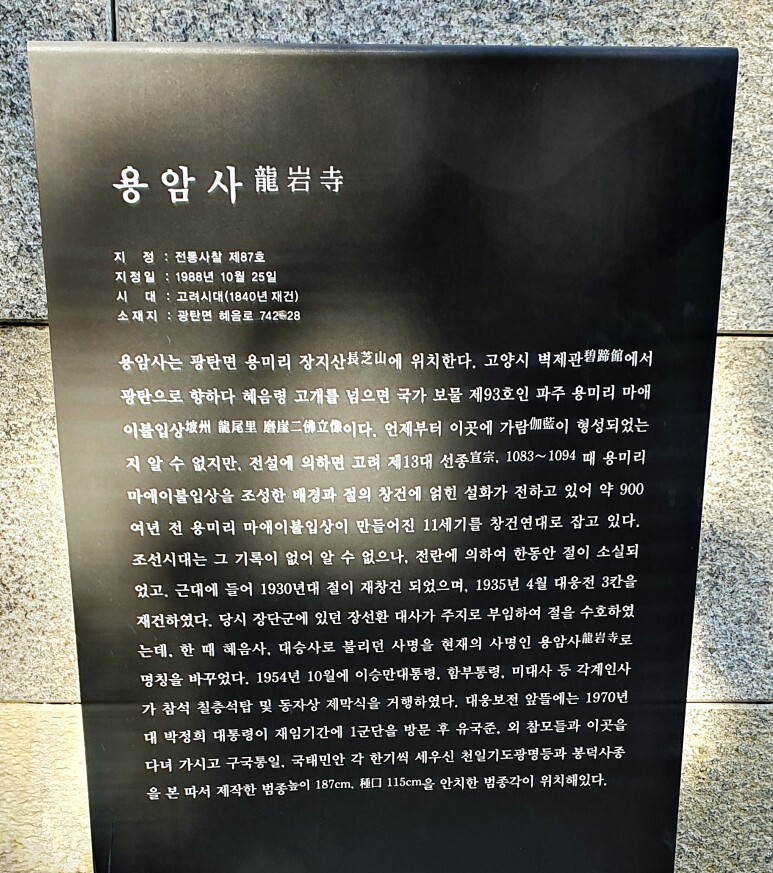 용암사 龍岩寺
지 정 : 전통사찰 제87호
지정일 : 1988년 10월 25일
시 대 : 고려시대(1840년 재건)
소재지 : 광탄면 혜음로 742-28
용암사는 광탄면 용미리 장지산長芝山에 위치한다. 고양시 벽제관碧蹄館에서
광탄으로 향하다 혜음령 고개를 넘으면 국가 보물 제93호인 파주 용미리 마애
이불입상坡州 龍尾里 磨崖二佛立像이다. 언제부터 이곳에 가람伽藍이 형성되었는
지 알 수 없지만, 전설에 의하면 고려 제13대 선종宣宗, 1083~1094 때 용미리
마애이불입상을 조성한 배경과 절의 창건에 얽힌 설화가 전하고 있어 약 900
여년 전 용미리 마애이불입상이 만들어진 11세기를 창건연대로 잡고 있다.
조선시대는 그 기록이 없어 알 수 없으나, 전란에 의하여 한동안 절이 소실되
었고, 근대에 들어 1930년대 절이 재창건 되었으며, 1935년 4월 대웅전 3칸을
재건하였다. 당시 장단군에 있던 장선환 대사가 주지로 부임하여 절을 수호하였
는데, 한 때 혜음사, 대승사로 불리던 사명을 현재의 사명인 용암사龍岩寺로
명칭을 바꾸었다. 1954년 10월에 이승만대통령, 함부통령, 미대사 등 각계인사
가 참석 칠층석탑 및 동자상 제막식을 거행하였다. 대웅보전 앞뜰에는 1970년
대 박정희 대통령이 재임기간에 1군단을 방문 후 유국준, 외 참모들과 이곳을
다녀 가시고 구국통일, 국태민안 각 한기씩 세우신 천일기도광명등과 봉덕사종
을 본 따서 제작한 범종높이 187cm, 種口 115cm을 안치한 범종각이 위치해있다.